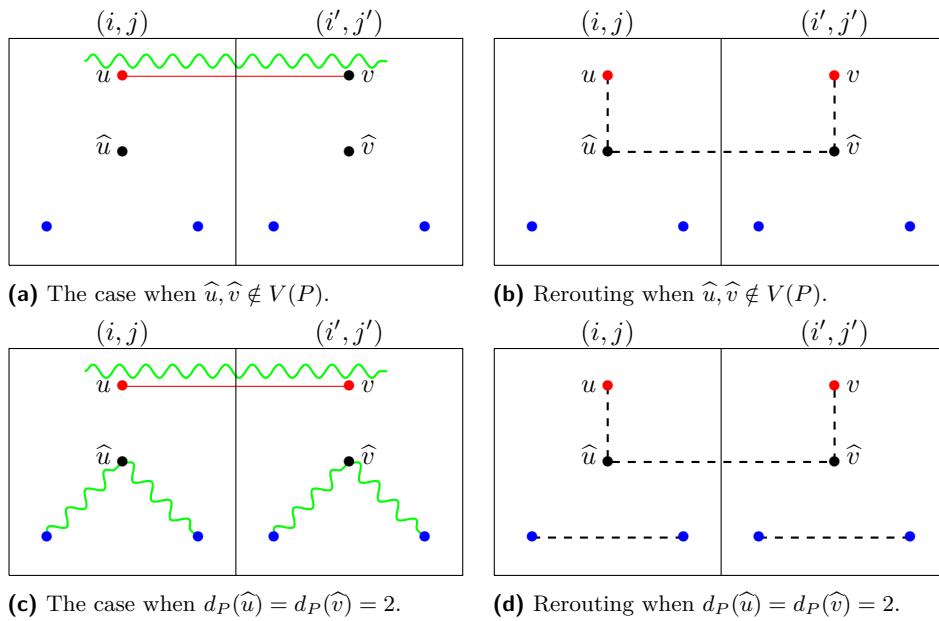 (i, j) (i′, j′) (i, j) (i′, j′)
u v u v
û v̂ û v̂
(a) The case when û, v̂ ∉ V(P). (b) Rerouting when û, v̂ ∉ V(P).
(i, j) (i′, j′) (i, j) (i′, j′)
u v u v
û v̂ û v̂
(c) The case when d_P(û) = d_P(v̂) = 2. (d) Rerouting when d_P(û) = d_P(v̂) = 2.